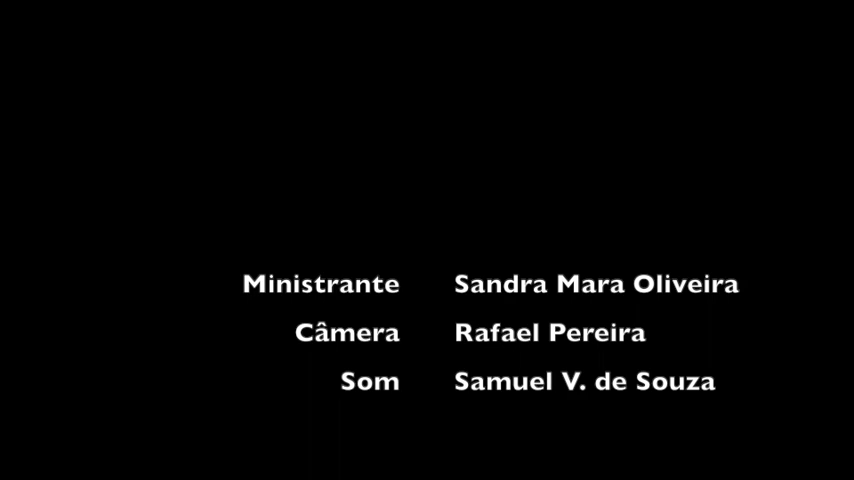 Ministrante Sandra Mara Oliveira
Câmera Rafael Pereira
Som Samuel V. de Souza